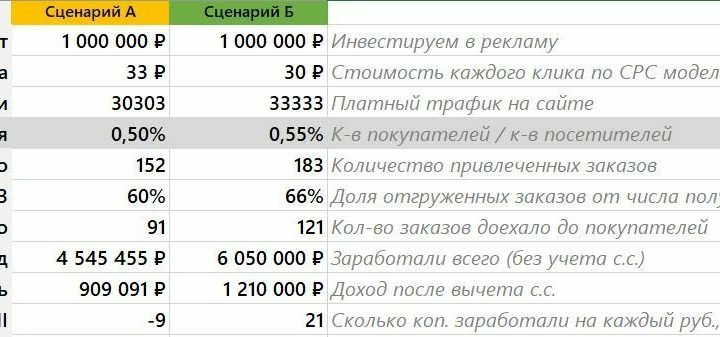 Сценарий А Сценарий Б
т 1 000 000 ₽ 1 000 000 ₽ Инвестируем в рекламу
а 33 ₽ 30 ₽ Стоимость каждого клика по CPC модел
и 30303 33333 Платный трафик на сайте
я 0,50% 0,55% К-в покупателей / к-в посетителей
о 152 183 Количество привлеченных заказов
З 60% 66% Доля отгруженных заказов от числа полу
о 91 121 Кол-во заказов доехало до покупателей
д 4 545 455 ₽ 6 050 000 ₽ Заработали всего (без учета с.с.)
ь 909 091 ₽ 1 210 000 ₽ Доход после вычета с.с.
II -9 21 Сколько коп. заработали на каждый руб.,